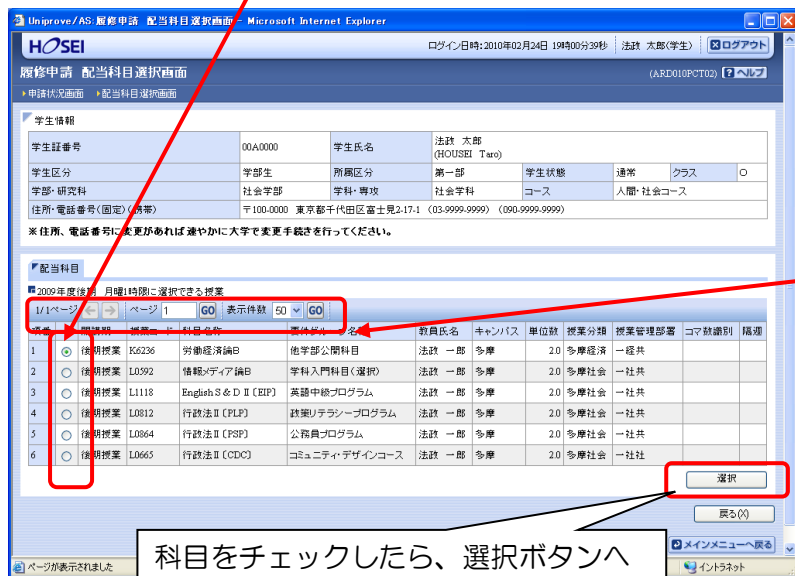 Uniprove/AS:履修申請 配当科目選択画面 - Microsoft Internet Explorer
HOSEI ログイン日時:2010年02月24日 19時00分39秒 法政 太郎(学生) ログアウト
履修申請 配当科目選択画面 (ARD010PCT02) ? ヘルプ
申請状況画面 配当科目選択画面
学生情報
学生証番号 00A0000 学生氏名 法政 太郎
(HOUSEI Taro)
学生区分 学部生 所属区分 第一部 学生状態 通常 クラス O
学部・研究科 社会学部 学科・専攻 社会学科 コース 人間・社会コース
住所・電話番号(固定)(携帯) 〒100-0000 東京都千代田区富士見2-17-1 (03-9999-9999) (090-9999-9999)
※住所、電話番号に変更があれば速やかに大学で変更手続きを行ってください。
配当科目
2009年度後期 月曜1時限に選択できる授業
1/1ページ ページ 1 GO 表示件数 50 GO
開講期 授業コード 科目名称 教員氏名 キャンパス 単位数 授業分類 授業管理部署 コマ数識別 隔週
1 後期授業 K6236 労働経済論B 他学部公開科目 法政 一郎 多摩 2.0 多摩経済 一経共
2 後期授業 L0592 情報メディア論B 学科入門科目(選択) 法政 一郎 多摩 2.0 多摩社会 一社共
3 後期授業 L1118 English S & D Ⅱ〔EIP〕 英語中級プログラム 法政 一郎 多摩 2.0 多摩社会 一社共
4 後期授業 L0812 行政法Ⅱ〔PLP〕 政策リテラシープログラム 法政 一郎 多摩 2.0 多摩社会 一社共
5 後期授業 L0864 行政法Ⅱ〔PSP〕 公務員プログラム 法政 一郎 多摩 2.0 多摩社会 一社共
6 後期授業 L0665 行政法Ⅱ〔CDC〕 コミュニティ・デザインコース 法政 一郎 多摩 2.0 多摩社会 一社社
選択
戻る(X)
メインメニューへ戻る
科目をチェックしたら、選択ボタンへ
ページが表示されました イントラネット